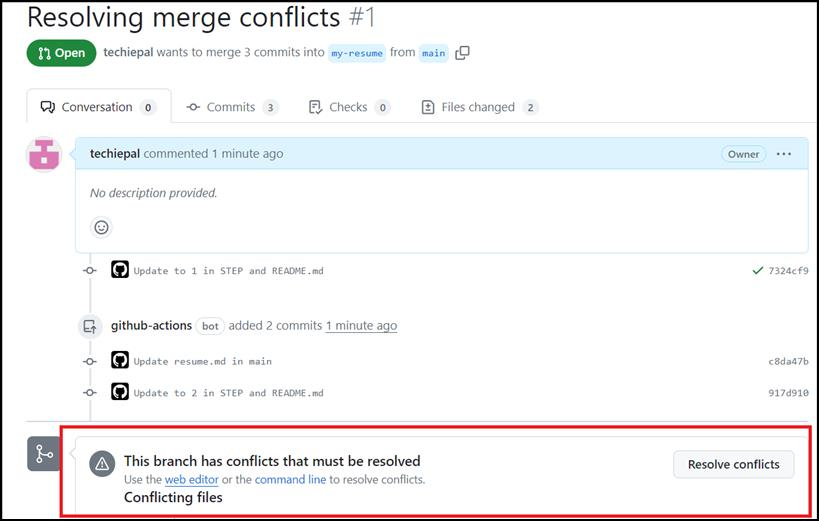 Resolving merge conflicts #1
Open techiepal wants to merge 3 commits into my-resume from main
Conversation 0 Commits 3 Checks 0 Files changed 2
techiepal commented 1 minute ago Owner ...
No description provided.
Update to 1 in STEP and README.md 7324cf9
github-actions bot added 2 commits 1 minute ago
Update resume.md in main c8da47b
Update to 2 in STEP and README.md 917d910
This branch has conflicts that must be resolved
Resolve conflicts
Use the web editor or the command line to resolve conflicts.
Conflicting files